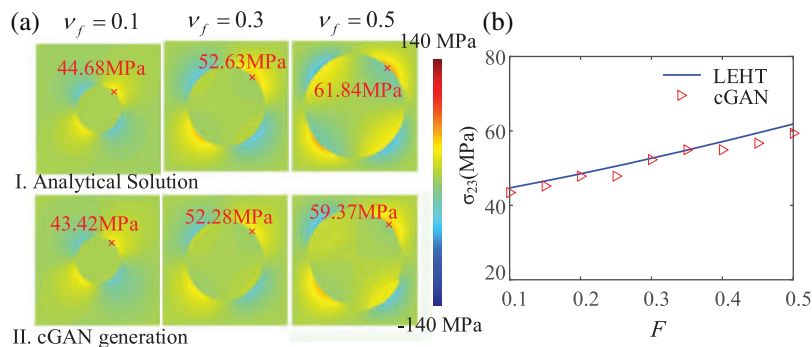 (a) ν_f = 0.1 ν_f = 0.3 ν_f = 0.5
140 MPa
44.68MPa 52.63MPa 61.84MPa
I. Analytical Solution
43.42MPa 52.28MPa 59.37MPa
II. cGAN generation
-140 MPa
(b)
LEHT
cGAN
σ₂₃(MPa)
80
60
40
20
0.1 0.2 0.3 0.4 0.5
F